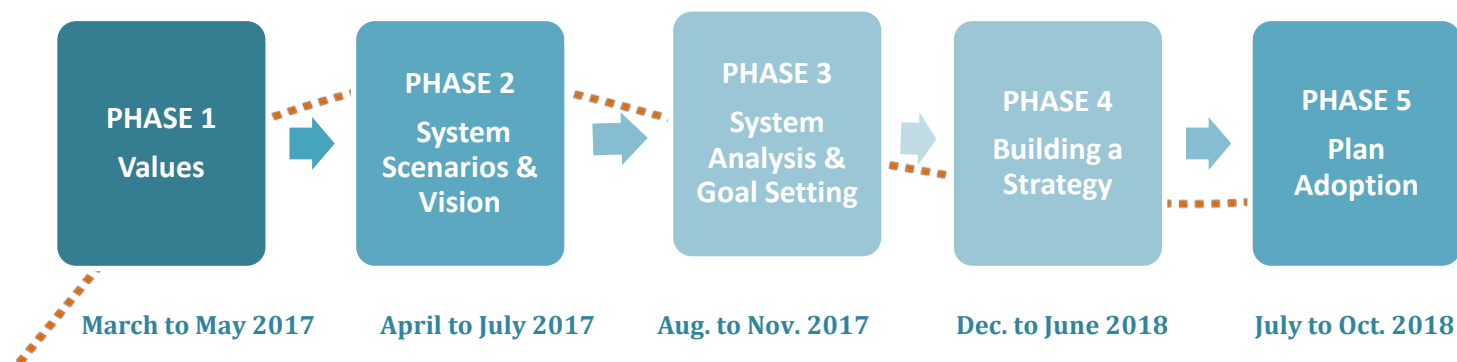 PHASE 1
Values
PHASE 2
System
Scenarios &
Vision
PHASE 3
System
Analysis &
Goal Setting
PHASE 4
Building a
Strategy
PHASE 5
Plan
Adoption
March to May 2017
April to July 2017
Aug. to Nov. 2017
Dec. to June 2018
July to Oct. 2018